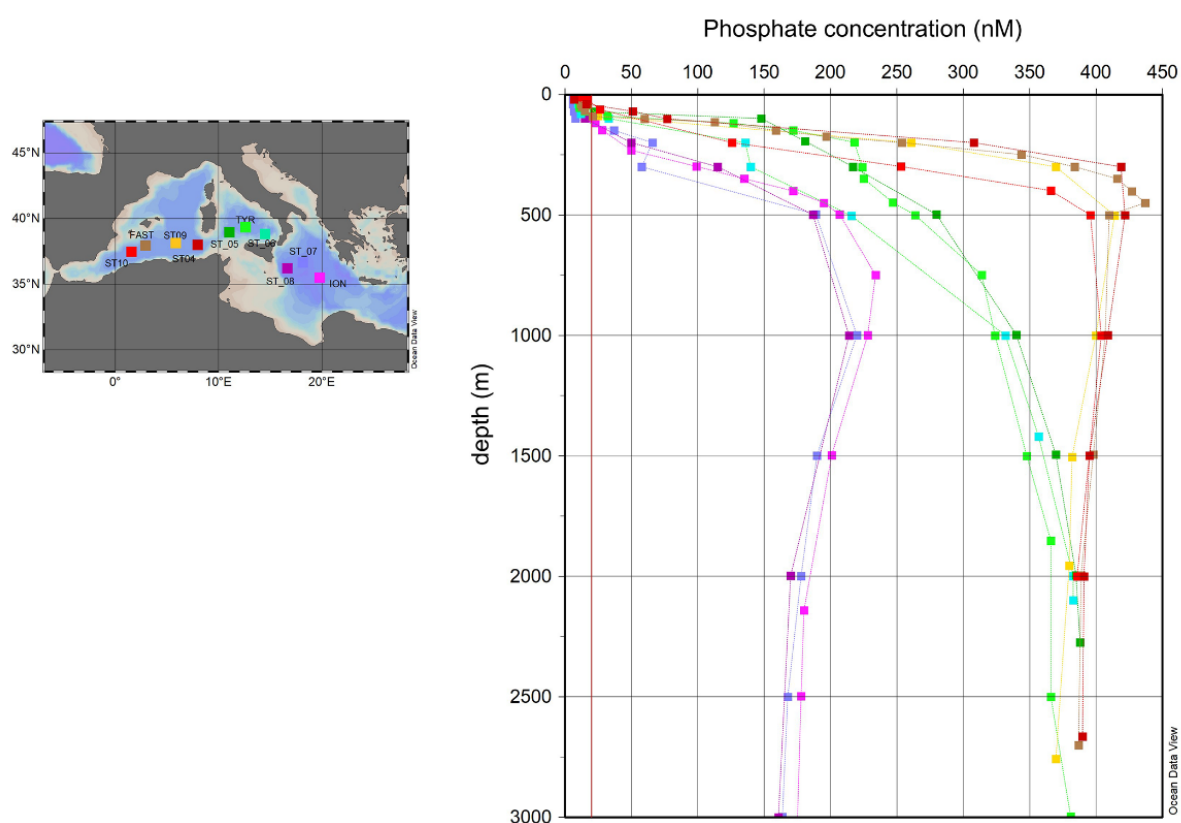 Phosphate concentration (nM)
0 50 100 150 200 250 300 350 400 450
0
500
1000
1500
2000
2500
3000
depth (m)
Ocean Data View
45°N
40°N
35°N
30°N
0° 10°E 20°E
TYR
FAST ST09 ST_05 ST_06
ST10 ST04 ST_07
ST_08 ION
Ocean Data View